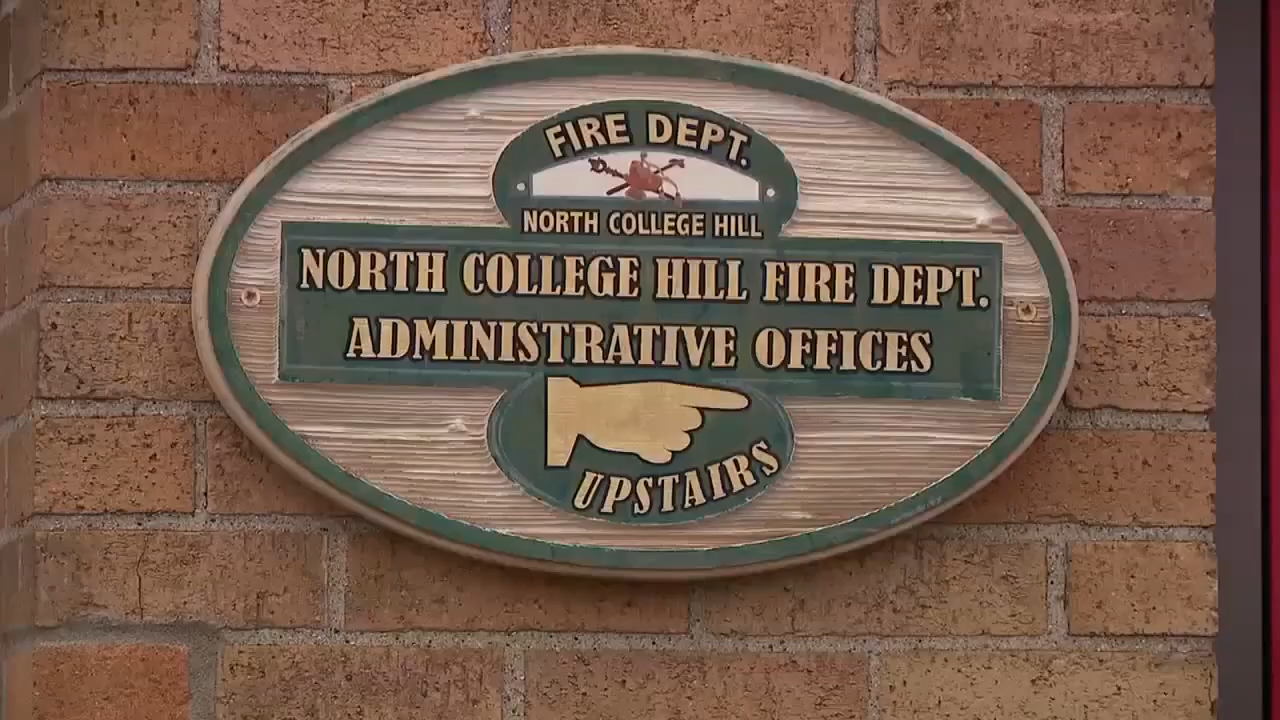 FIRE DEPT.
NORTH COLLEGE HILL
NORTH COLLEGE HILL FIRE DEPT.
ADMINISTRATIVE OFFICES
UPSTAIRS